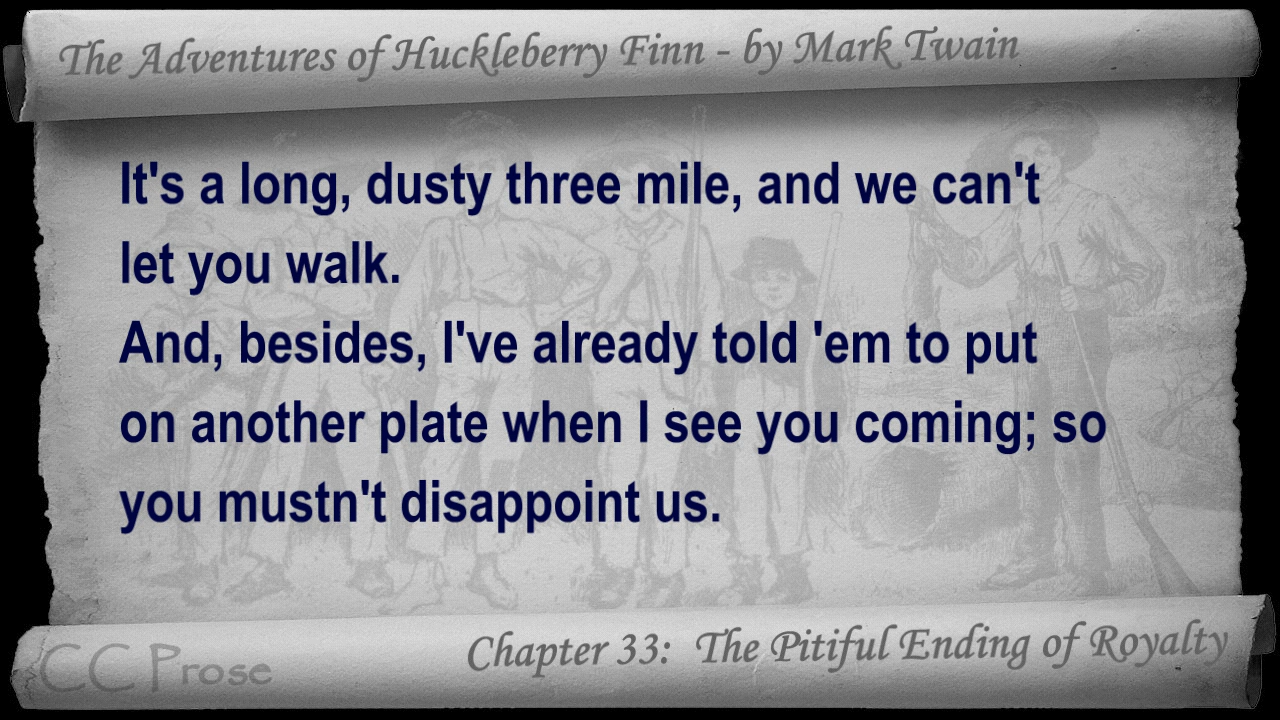 The Adventures of Huckleberry Finn - by Mark Twain
It's a long, dusty three mile, and we can't
let you walk.
And, besides, I've already told 'em to put
on another plate when I see you coming; so
you mustn't disappoint us.
Chapter 33: The Pitiful Ending of Royalty
CC Prose